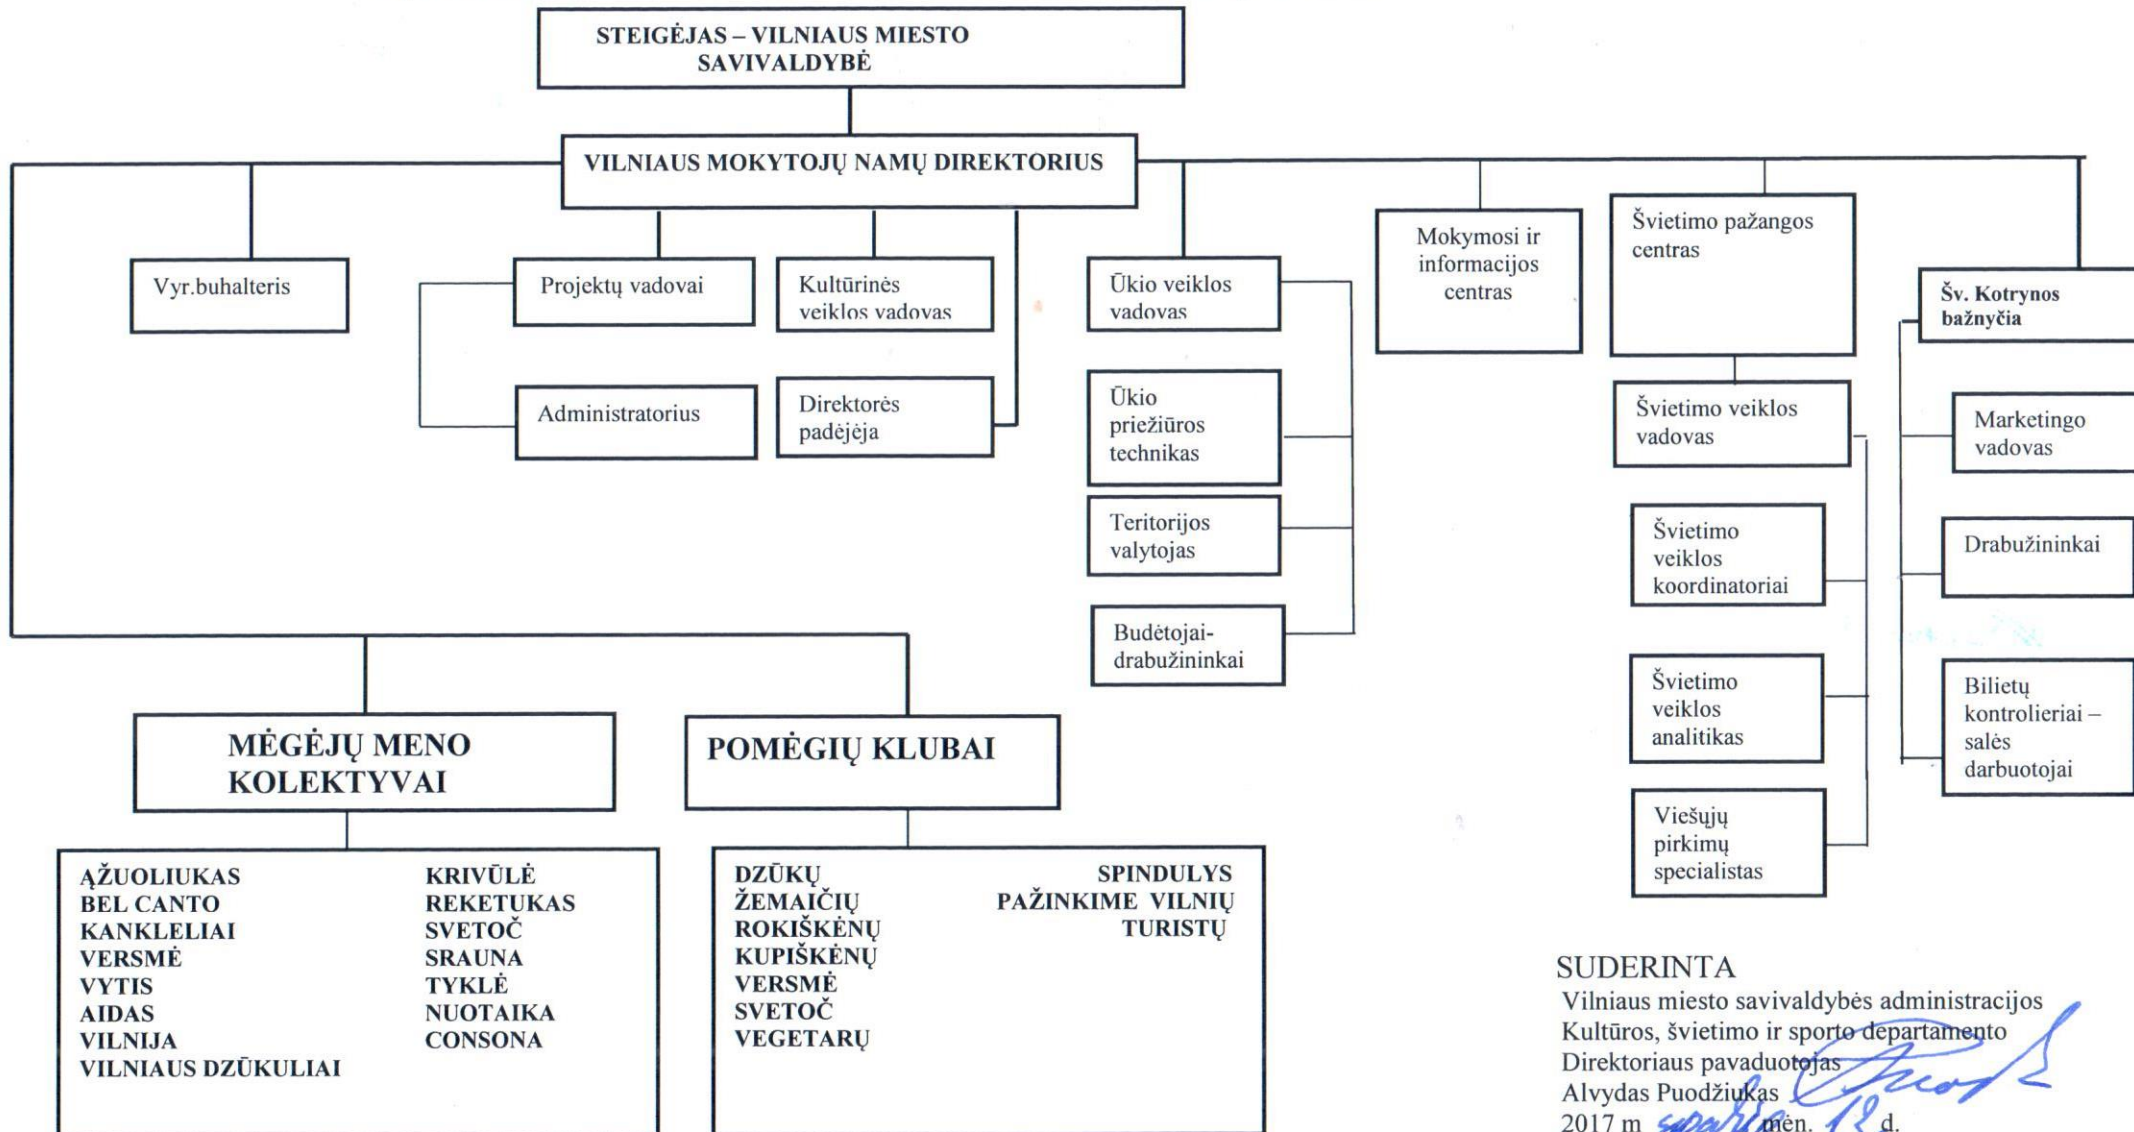 STEIGĖJAS – VILNIAUS MIESTO
SAVIVALDYBĖ
VILNIAUS MOKYTOJŲ NAMŲ DIREKTORIUS
Vyr.buhalteris
Projektų vadovai
Administratorius
Kultūrinės
veiklos vadovas
Direktorės
padėjėja
Ūkio veiklos
vadovas
Ūkio
priežiūros
technikas
Teritorijos
valytojas
Budėtojai-
drabužininkai
Mokymosi ir
informacijos
centras
Švietimo pažangos
centras
Švietimo veiklos
vadovas
Švietimo
veiklos
koordinatoriai
Švietimo
veiklos
analitikas
Viešųjų
pirkimų
specialistas
Šv. Kotrynos
bažnyčia
Marketingo
vadovas
Drabužininkai
Bilietų
kontrolieriai –
salės
darbuotojai
MĖGĖJŲ MENO
KOLEKTYVAI
ĄŽUOLIUKAS
BEL CANTO
KANKLELIAI
VERSMĖ
VYTIS
AIDAS
VILNIJA
VILNIAUS DZŪKULIAI
KRIVŪLĖ
REKETUKAS
SVETOČ
SRAUNA
TYKLĖ
NUOTAIKA
CONSONA
POMĖGIŲ KLUBAI
DZŪKŲ
ŽEMAIČIŲ
ROKIŠKĖNŲ
KUPIŠKĖNŲ
VERSMĖ
SVETOČ
VEGETARŲ
SPINDULYS
PAŽINKIME VILNIŲ
TURISTŲ
SUDERINTA
Vilniaus miesto savivaldybės administracijos
Kultūros, švietimo ir sporto departamento
Direktoriaus pavaduotojas
Alvydas Puodžiukas
2017 m mėn. 12 d.